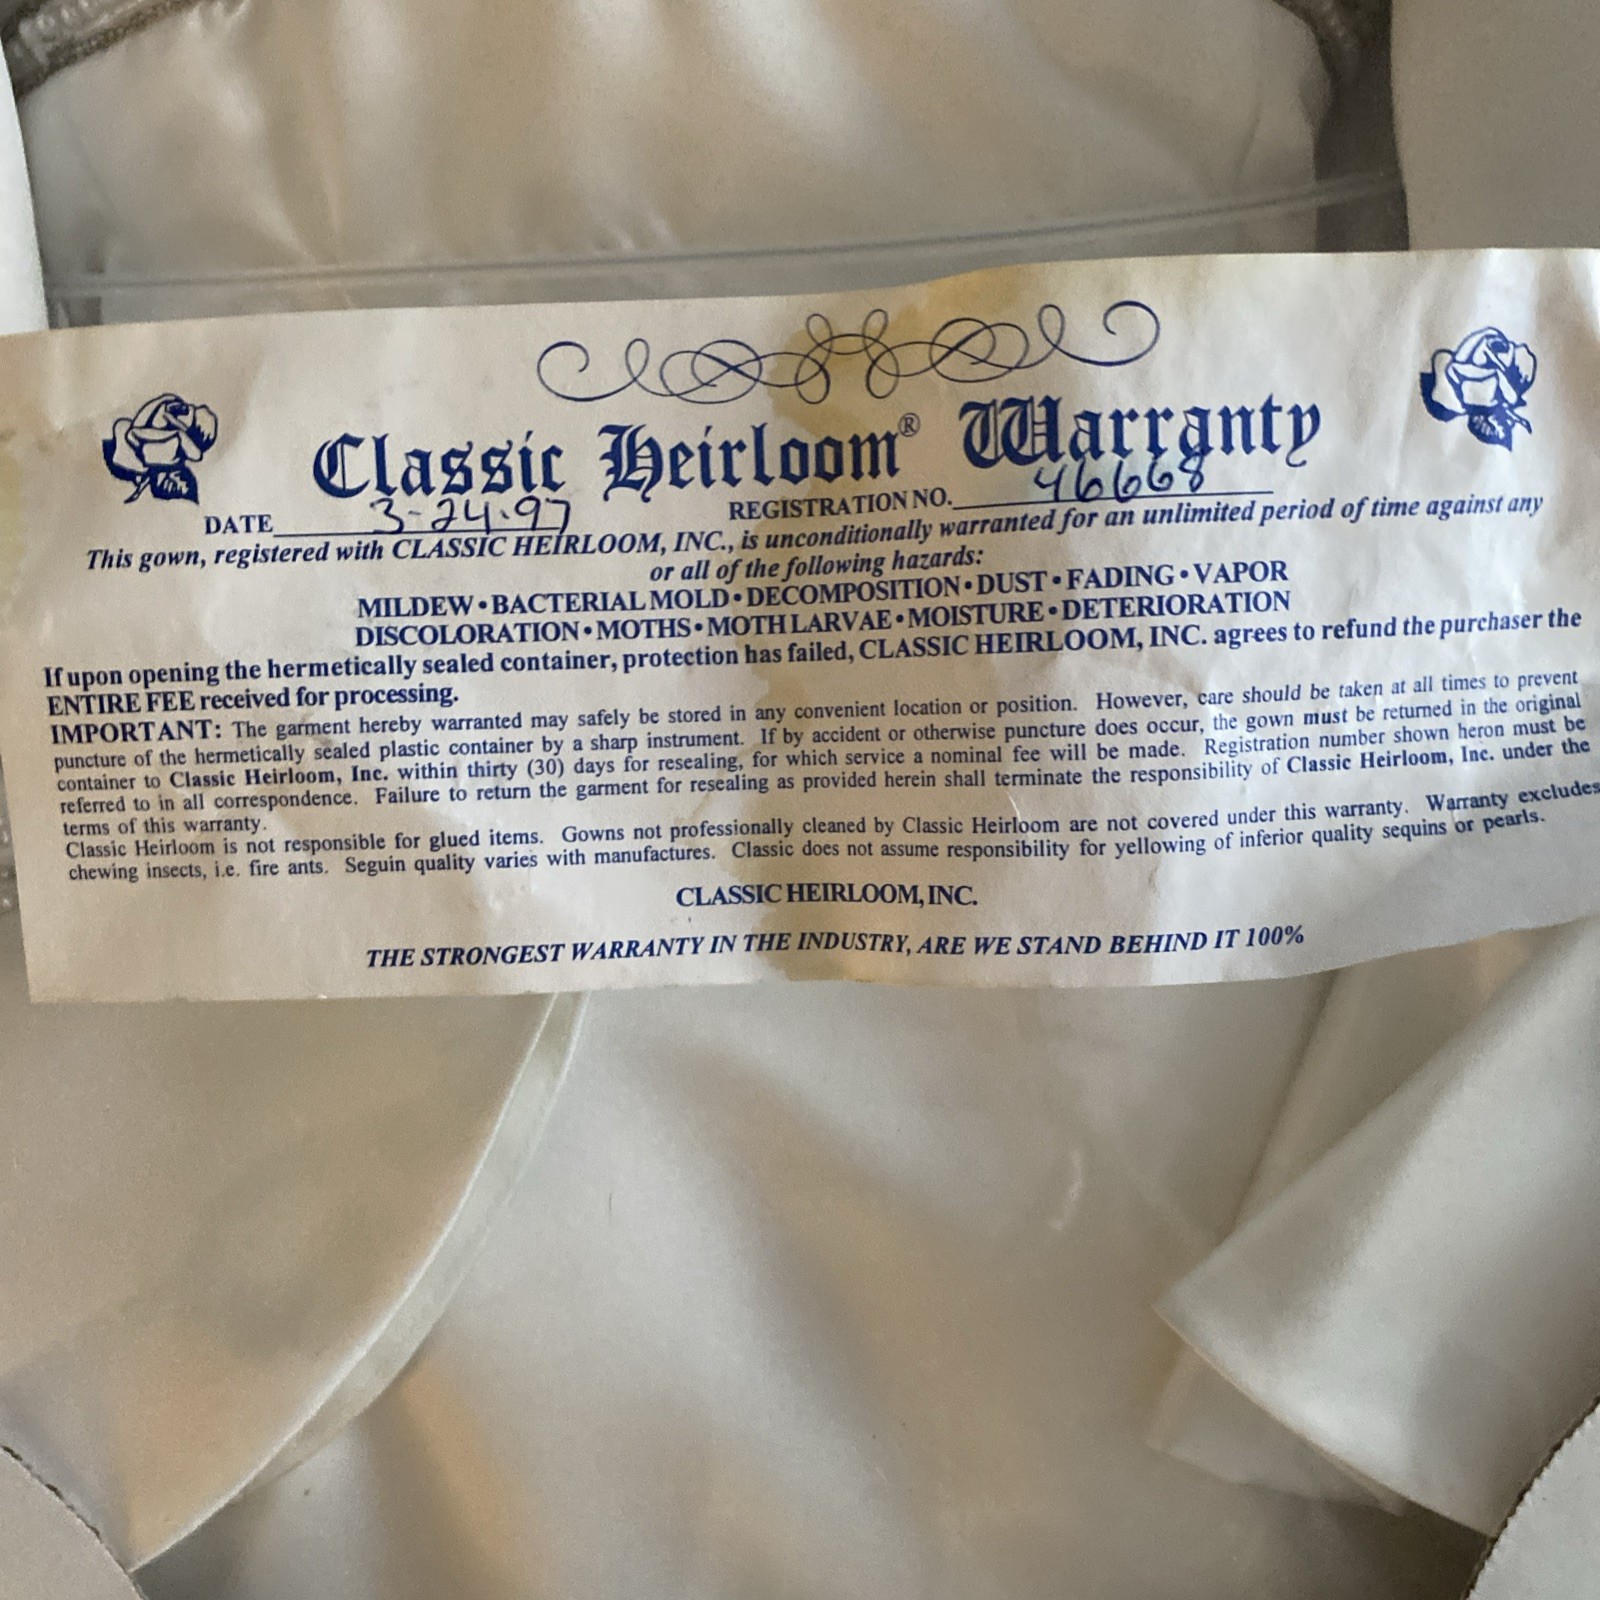 Classic Heirloom® Warranty
DATE 3-24-97 REGISTRATION NO. 46668
This gown, registered with CLASSIC HEIRLOOM, INC., is unconditionally warranted for an unlimited period of time against any
or all of the following hazards:
MILDEW • BACTERIAL MOLD • DECOMPOSITION • DUST • FADING • VAPOR
DISCOLORATION • MOTHS • MOTH LARVAE • MOISTURE • DETERIORATION
If upon opening the hermetically sealed container, protection has failed, CLASSIC HEIRLOOM, INC. agrees to refund the purchaser the
ENTIRE FEE received for processing.
IMPORTANT: The garment hereby warranted may safely be stored in any convenient location or position. However, care should be taken at all times to prevent
puncture of the hermetically sealed plastic container by a sharp instrument. If by accident or otherwise puncture does occur, the gown must be returned in the original
container to Classic Heirloom, Inc. within thirty (30) days for resealing, for which service a nominal fee will be made. Registration number shown heron must be
referred to in all correspondence. Failure to return the garment for resealing as provided herein shall terminate the responsibility of Classic Heirloom, Inc. under the
terms of this warranty.
Classic Heirloom is not responsible for glued items. Gowns not professionally cleaned by Classic Heirloom are not covered under this warranty. Warranty excludes
chewing insects, i.e. fire ants. Seguin quality varies with manufactures. Classic does not assume responsibility for yellowing of inferior quality sequins or pearls.
CLASSIC HEIRLOOM, INC.
THE STRONGEST WARRANTY IN THE INDUSTRY, ARE WE STAND BEHIND IT 100%